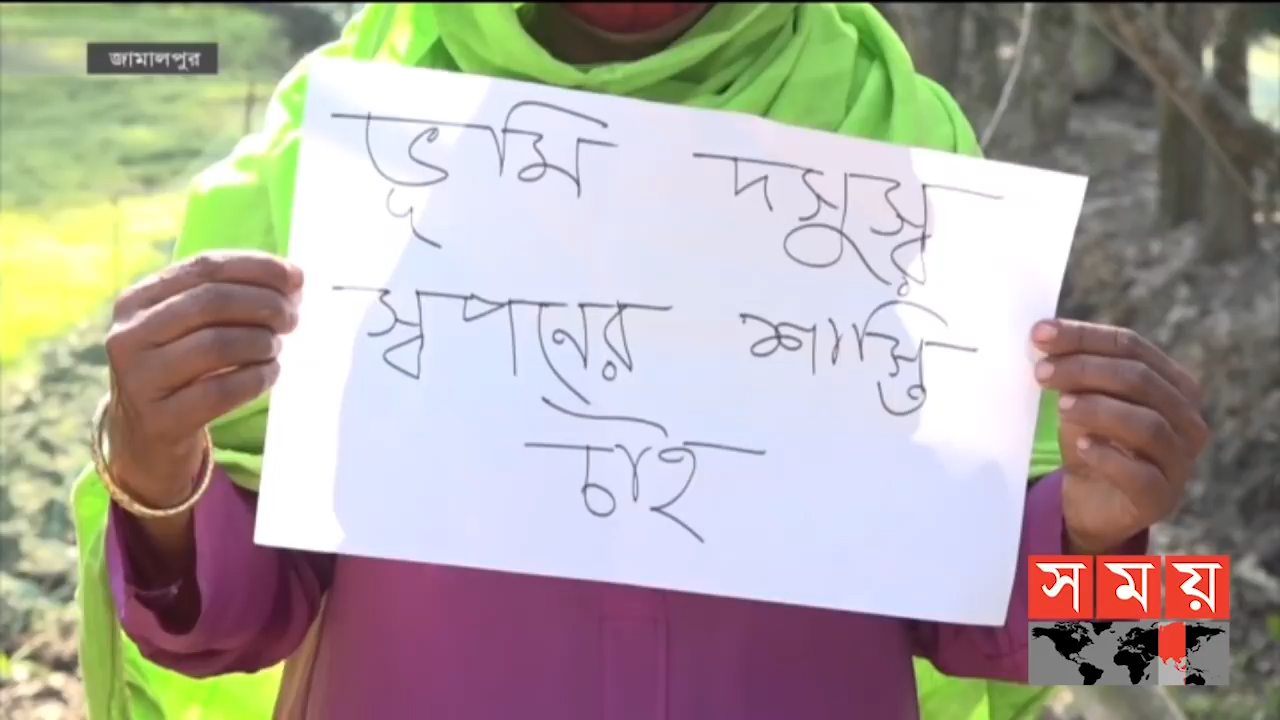 জামালপুর
ভূমি দসুস্য
স্বপনের শাস্তি
চাই
সময়